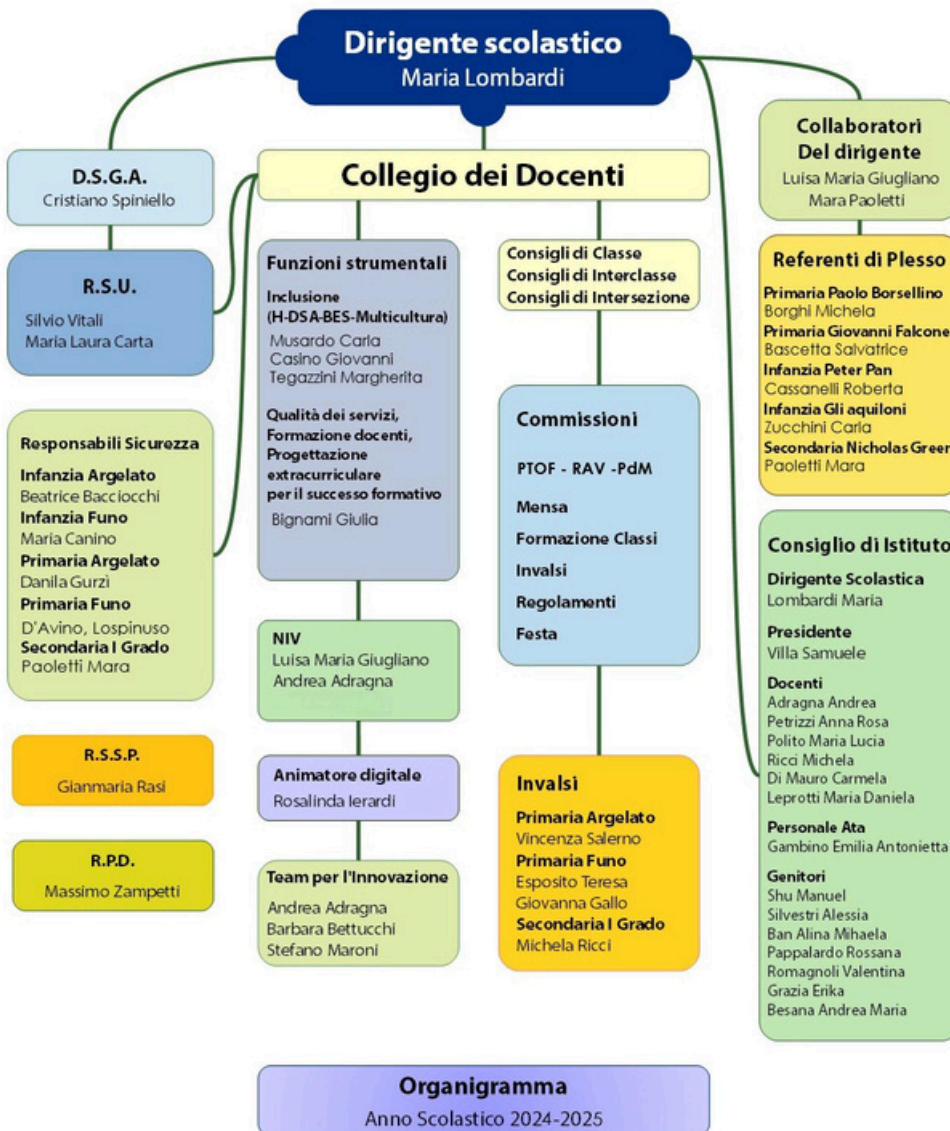 Dirigente scolastico
Maria Lombardi
D.S.G.A.
Cristiano Spiniello
R.S.U.
Silvio Vitali
Maria Laura Carta
Responsabili Sicurezza
Infanzia Argelato
Beatrice Bacciocchi
Infanzia Funo
Maria Canino
Primaria Argelato
Danila Gurzì
Primaria Funo
D'Avino, Lospinuso
Secondaria I Grado
Paoletti Mara
R.S.S.P.
Gianmaria Rasi
R.P.D.
Massimo Zampetti
Collegio dei Docenti
Funzioni strumentali
Inclusione
(H-DSA-BES-Multicultura)
Musardo Carla
Casino Giovanni
Tegazzini Margherita
Qualità dei servizi,
Formazione docenti,
Progettazione
extracurriculare
per il successo formativo
Bignami Giulia
NIV
Luisa Maria Giugliano
Andrea Adragna
Animatore digitale
Rosalinda Ierardi
Team per l'Innovazione
Andrea Adragna
Barbara Bettucchi
Stefano Maroni
Consigli di Classe
Consigli di Interclasse
Consigli di Intersezione
Commissioni
PTOF - RAV -PdM
Mensa
Formazione Classi
Invalsi
Regolamenti
Festa
Invalsi
Primaria Argelato
Vincenza Salerno
Primaria Funo
Esposito Teresa
Giovanna Gallo
Secondaria I Grado
Michela Ricci
Collaboratori
Del dirigente
Luisa Maria Giugliano
Mara Paoletti
Referenti di Plesso
Primaria Paolo Borsellino
Borghi Michela
Primaria Giovanni Falcone
Bascetta Salvatrice
Infanzia Peter Pan
Cassanelli Roberta
Infanzia Gli aquiloni
Zucchini Carla
Secondaria Nicholas Green
Paoletti Mara
Consiglio di Istituto
Dirigente Scolastica
Lombardi Maria
Presidente
Villa Samuele
Docenti
Adragna Andrea
Petrizzi Anna Rosa
Polito Maria Lucia
Ricci Michela
Di Mauro Carmela
Leprotti Maria Daniela
Personale Ata
Gambino Emilia Antonietta
Genitori
Shu Manuel
Silvestri Alessia
Ban Alina Mihaela
Pappalardo Rossana
Romagnoli Valentina
Grazia Erika
Besana Andrea Maria
Organigramma
Anno Scolastico 2024-2025